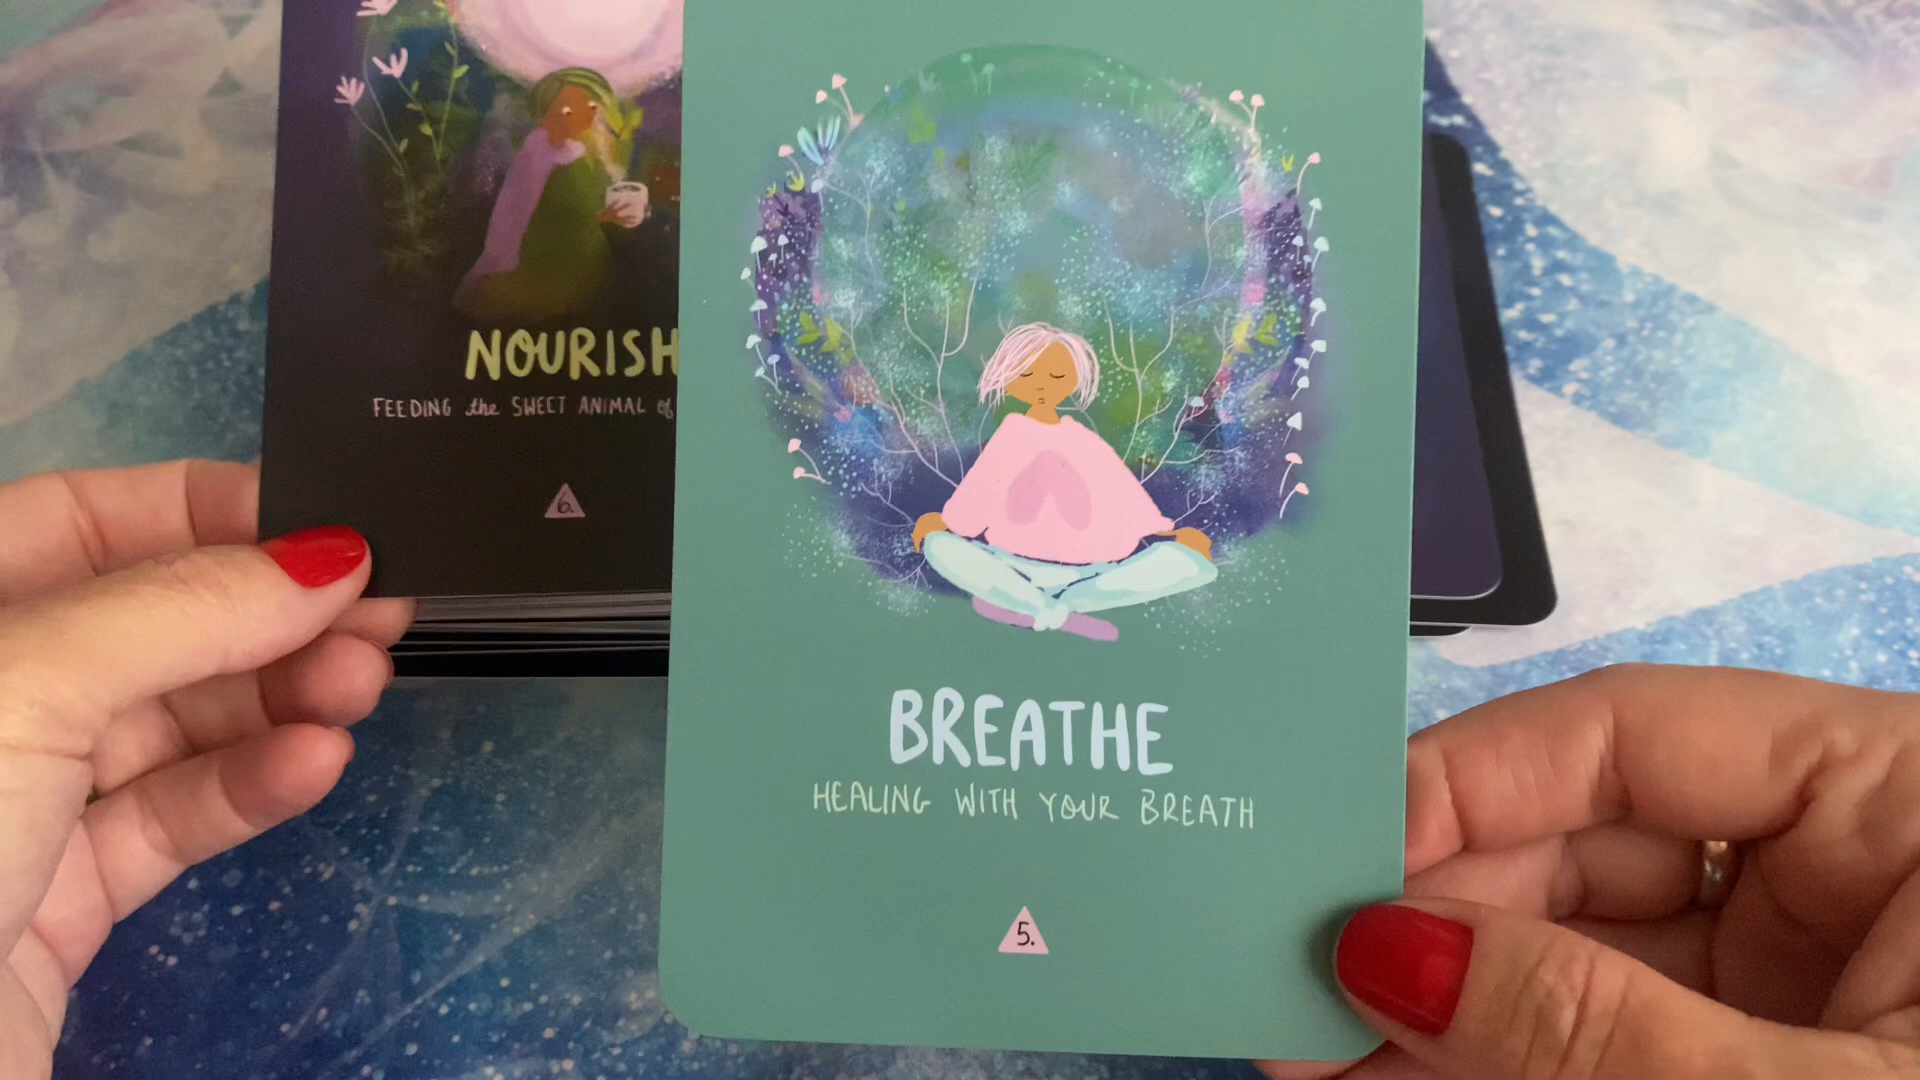 NOURISH
FEEDING the SWEET ANIMAL of
6.
BREATHE
HEALING WITH YOUR BREATH
5.